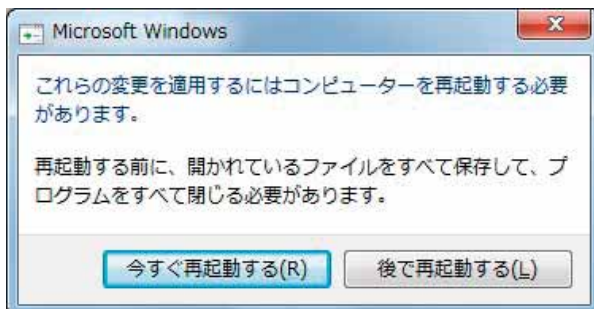 Microsoft Windows
これらの変更を適用するにはコンピューターを再起動する必要
があります。
再起動する前に、開かれているファイルをすべて保存して、プ
ログラムをすべて閉じる必要があります。
今すぐ再起動する(R)
後で再起動する(L)